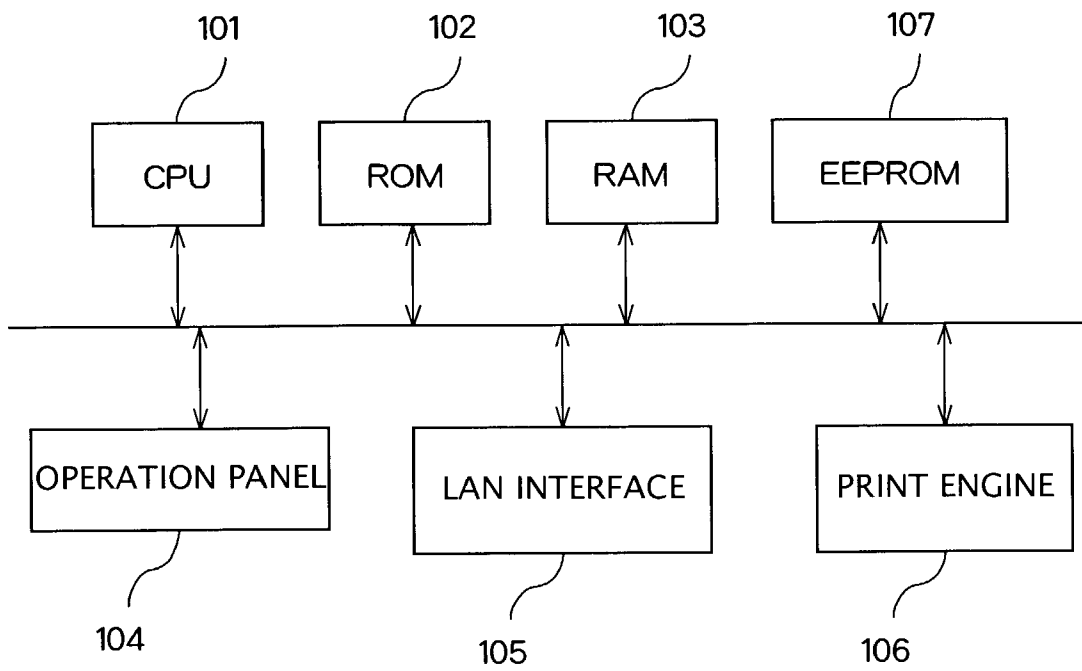 101
102
103
107
CPU
ROM
RAM
EEPROM
OPERATION PANEL
LAN INTERFACE
PRINT ENGINE
104
105
106